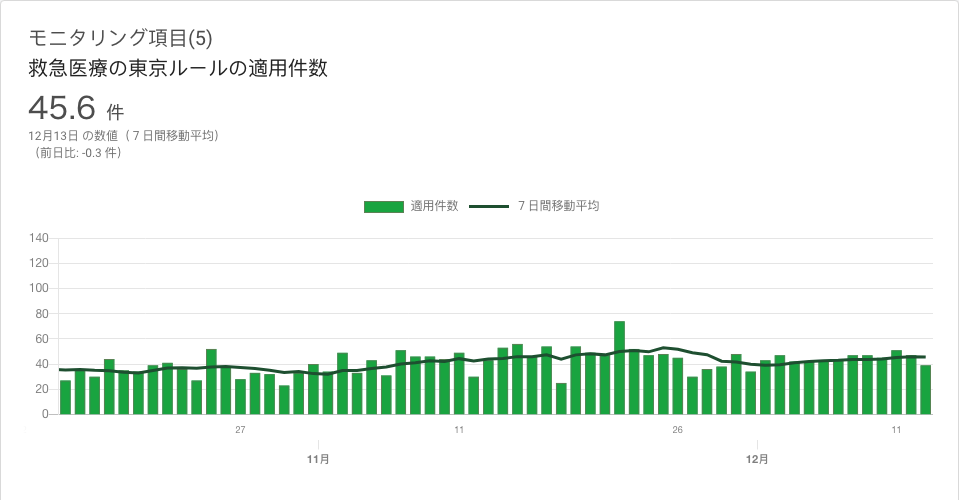 モニタリング項目(5)
救急医療の東京ルールの適用件数
45.6 件
12月13日 の数値（７日間移動平均）
（前日比: -0.3 件）
適用件数 ７日間移動平均
140
120
100
80
60
40
20
0
27 11 26 11
11月 12月